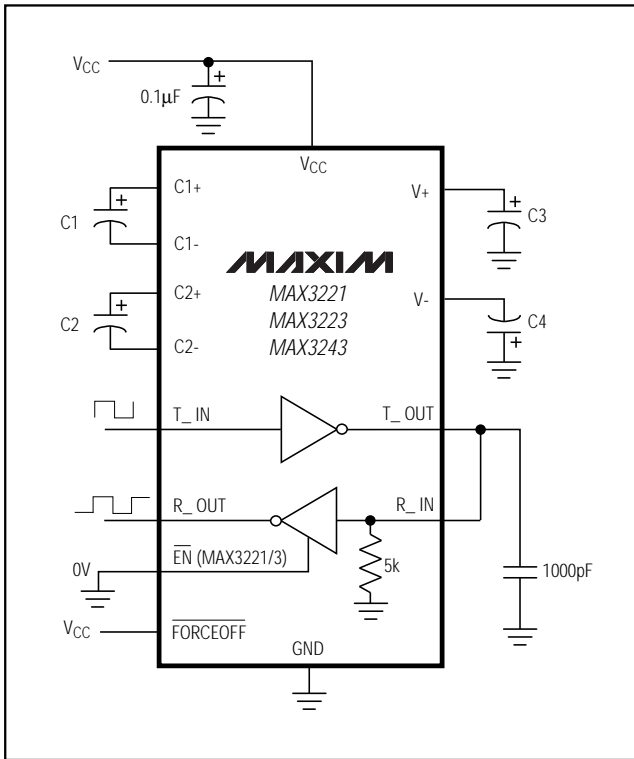 VCC
+
0.1µF
VCC
C1+
V+
C1
+
+
C3
C1-
MAXIM
C2+
MAX3221
V-
C2
+
MAX3223
C4
+
C2-
MAX3243
T_ IN
T_ OUT
R_ OUT
R_ IN
EN (MAX3221/3)
5k
1000pF
0V
VCC
FORCEOFF
GND